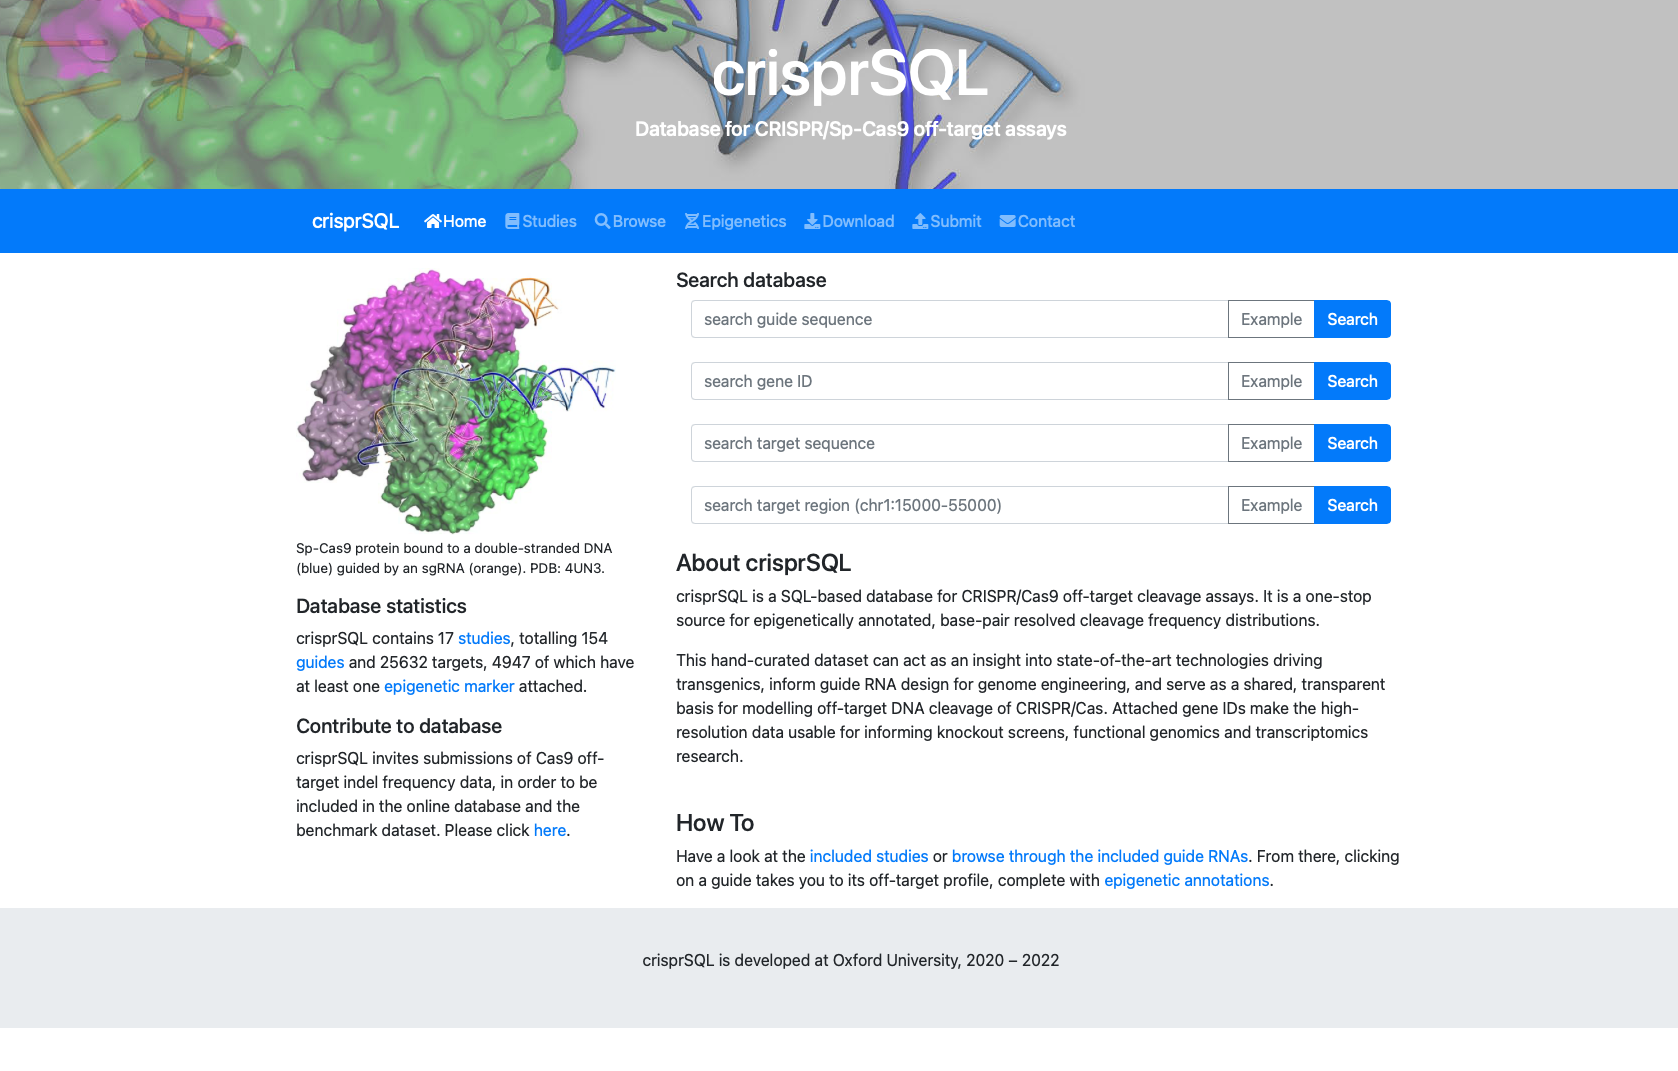 crisprSQL
Database for CRISPR/Sp-Cas9 off-target assays
crisprSQL Home Studies Browse Epigenetics Download Submit Contact
Sp-Cas9 protein bound to a double-stranded DNA
(blue) guided by an sgRNA (orange). PDB: 4UN3.
Database statistics
crisprSQL contains 17 studies, totalling 154
guides and 25632 targets, 4947 of which have
at least one epigenetic marker attached.
Contribute to database
crisprSQL invites submissions of Cas9 off-
target indel frequency data, in order to be
included in the online database and the
benchmark dataset. Please click here.
Search database
search guide sequence Example Search
search gene ID Example Search
search target sequence Example Search
search target region (chr1:15000-55000) Example Search
About crisprSQL
crisprSQL is a SQL-based database for CRISPR/Cas9 off-target cleavage assays. It is a one-stop
source for epigenetically annotated, base-pair resolved cleavage frequency distributions.
This hand-curated dataset can act as an insight into state-of-the-art technologies driving
transgenics, inform guide RNA design for genome engineering, and serve as a shared, transparent
basis for modelling off-target DNA cleavage of CRISPR/Cas. Attached gene IDs make the high-
resolution data usable for informing knockout screens, functional genomics and transcriptomics
research.
How To
Have a look at the included studies or browse through the included guide RNAs. From there, clicking
on a guide takes you to its off-target profile, complete with epigenetic annotations.
crisprSQL is developed at Oxford University, 2020 – 2022